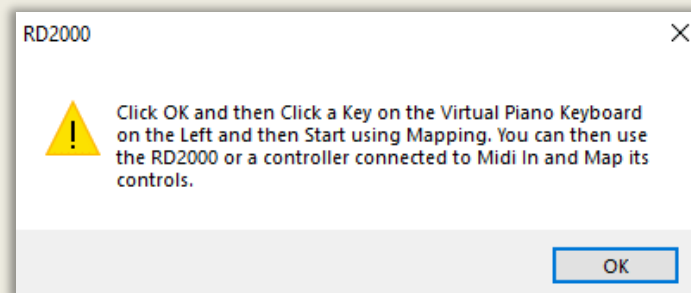 RD2000
Click OK and then Click a Key on the Virtual Piano Keyboard
on the Left and then Start using Mapping. You can then use
the RD2000 or a controller connected to Midi In and Map its
controls.
OK